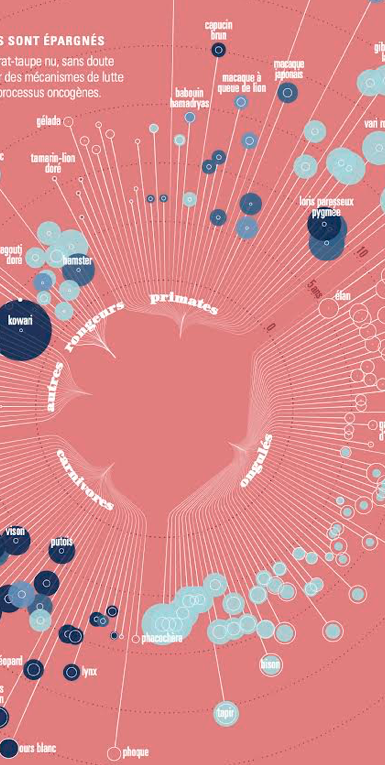 S SONT ÉPARGNÉS
rat-taupe nu, sans doute
r des mécanismes de lutte
processus oncogènes.
capucin
brun
macaque
japonais
macaque à
queue de lion
babouin
hamadryas
gélada
tamarin-lion
doré
loris paresseux
pygmée
agouti
doré
hamster
kowari
élan
10
5 ans
0
primates
rongeurs
autres
carnivores
ongulés
vison
putois
phacochère
lynx
bison
tapir
ours blanc
phoque